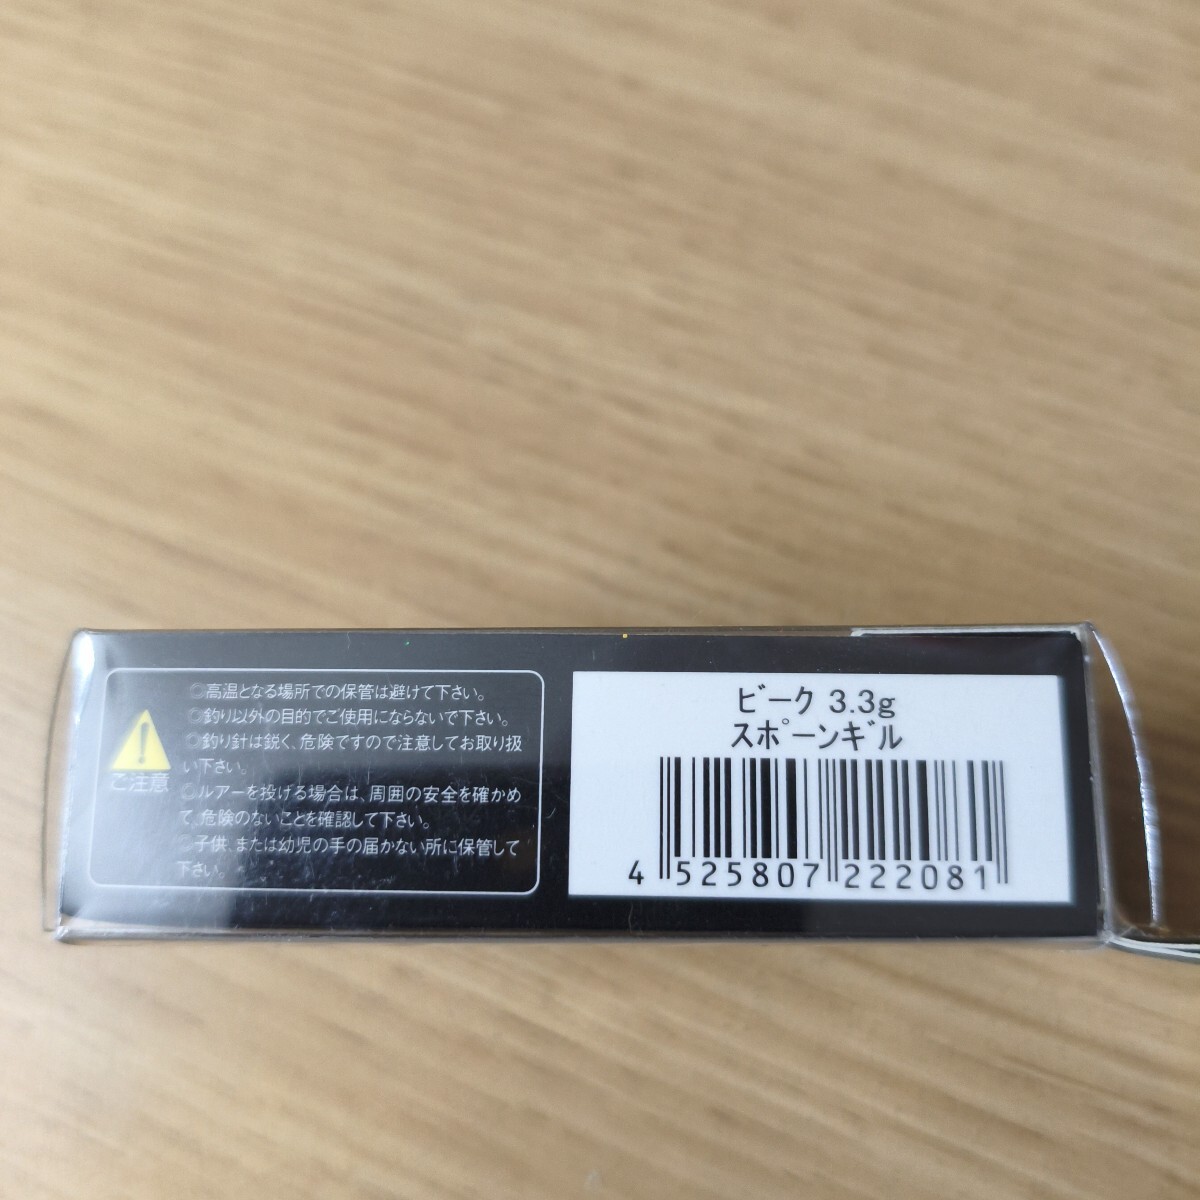 ご注意
◎高温となる場所での保管は避けて下さい。
◎釣り以外の目的でご使用にならないで下さい。
◎釣り針は鋭く、危険ですので注意してお取り扱
い下さい。
◎ルアーを投げる場合は、周囲の安全を確かめ
て、危険のないことを確認して下さい。
◎子供、または幼児の手の届かない所に保管して
下さい。
ﾋﾞｰｸ 3.3g
ｽﾎﾟｰﾝｷﾞﾙ
4 525807 222081